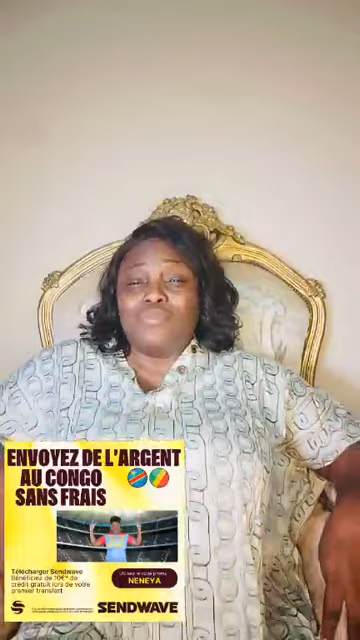 ENVOYEZ DE L'ARGENT
AU CONGO
SANS FRAIS
Télécharger Sendwave
Bénéficiez de 10€* de
crédit gratuit lors de votre
premier transfert
NENEYA
SENDWAVE